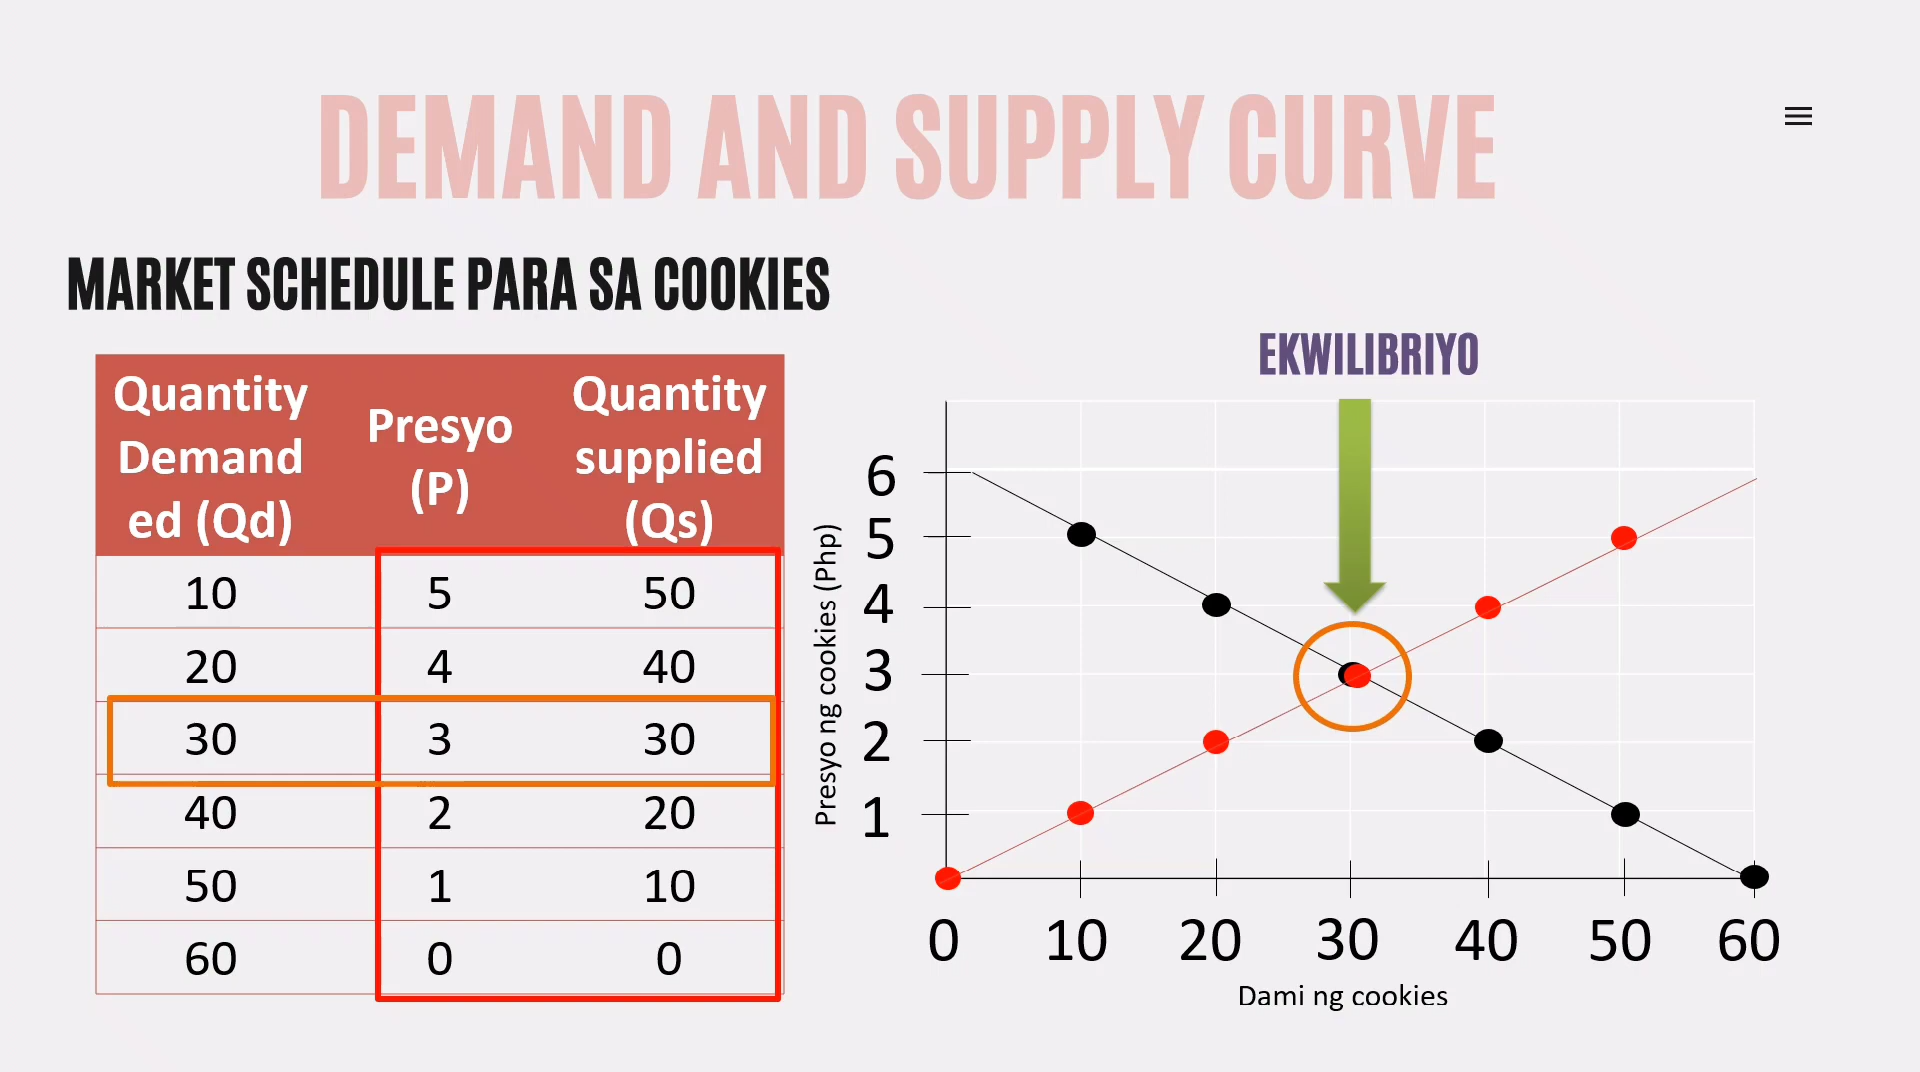 DEMAND AND SUPPLY CURVE
MARKET SCHEDULE PARA SA COOKIES
Quantity
Demand
ed (Qd)
Presyo
(P)
Quantity
supplied
(Qs)
10 5 50
20 4 40
30 3 30
40 2 20
50 1 10
60 0 0
EKWILIBRIYO
Presyo ng cookies (Php)
6
5
4
3
2
1
0 10 20 30 40 50 60
Dami ng cookies